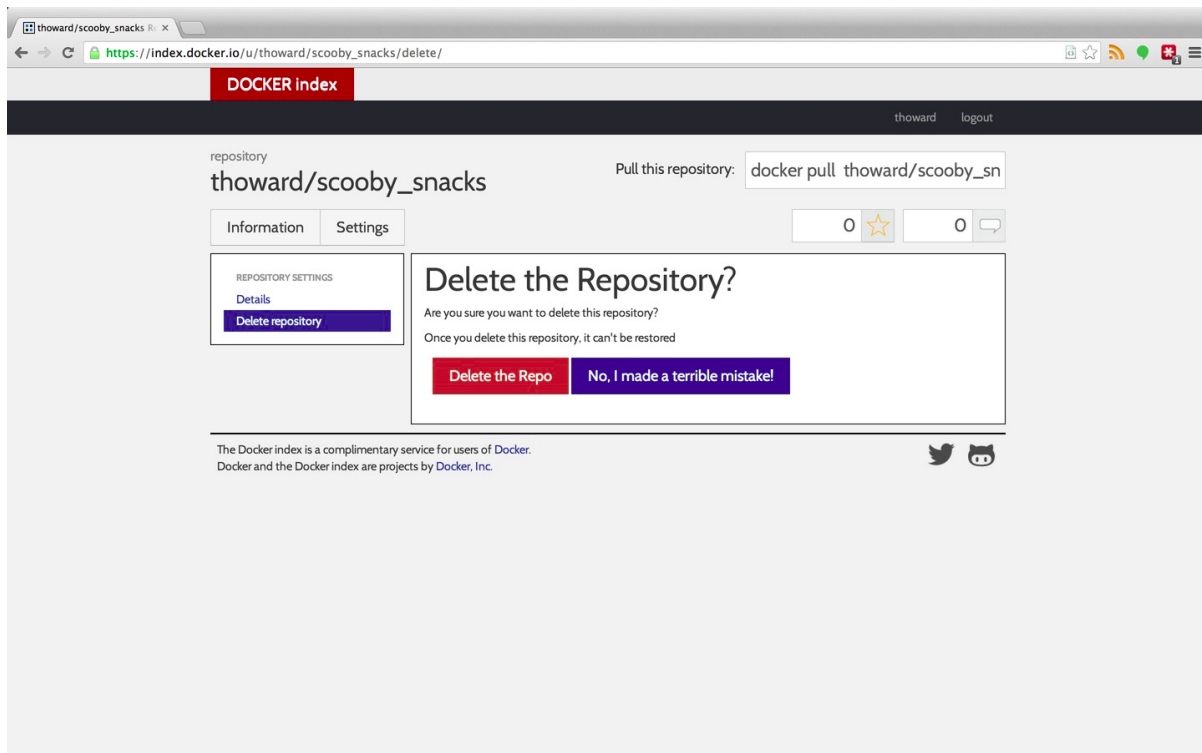 thoward/scooby_snacks R
https://index.docker.io/u/thoward/scooby_snacks/delete/
DOCKER index
thoward logout
repository
thoward/scooby_snacks
Pull this repository: docker pull thoward/scooby_sn
Information Settings
0 0
REPOSITORY SETTINGS
Details
Delete repository
Delete the Repository?
Are you sure you want to delete this repository?
Once you delete this repository, it can't be restored
Delete the Repo No, I made a terrible mistake!
The Docker index is a complimentary service for users of Docker.
Docker and the Docker index are projects by Docker, Inc.